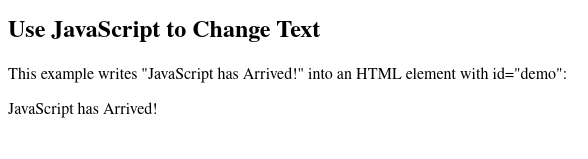 Use JavaScript to Change Text
This example writes "JavaScript has Arrived!" into an HTML element with id="demo":
JavaScript has Arrived!